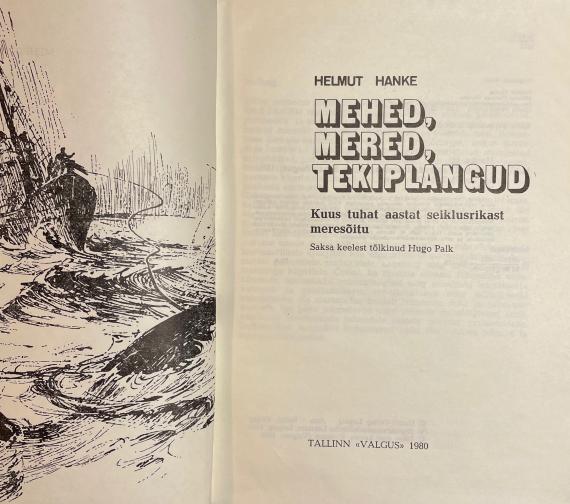 HELMUT HANKE
MEHED,
MERED,
TEKIPLANGUD
Kuus tuhat aastat seiklusrikast
meresõitu
Saksa keelest tõlkinud Hugo Palk
TALLINN «VALGUS» 1980